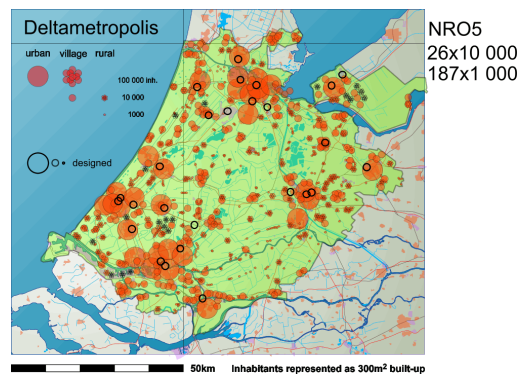 Deltametropolis
NRO5
26x10 000
187x1 000
urban village rural
100 000 inh.
10 000
1000
designed
50km Inhabitants represented as 300m² built-up